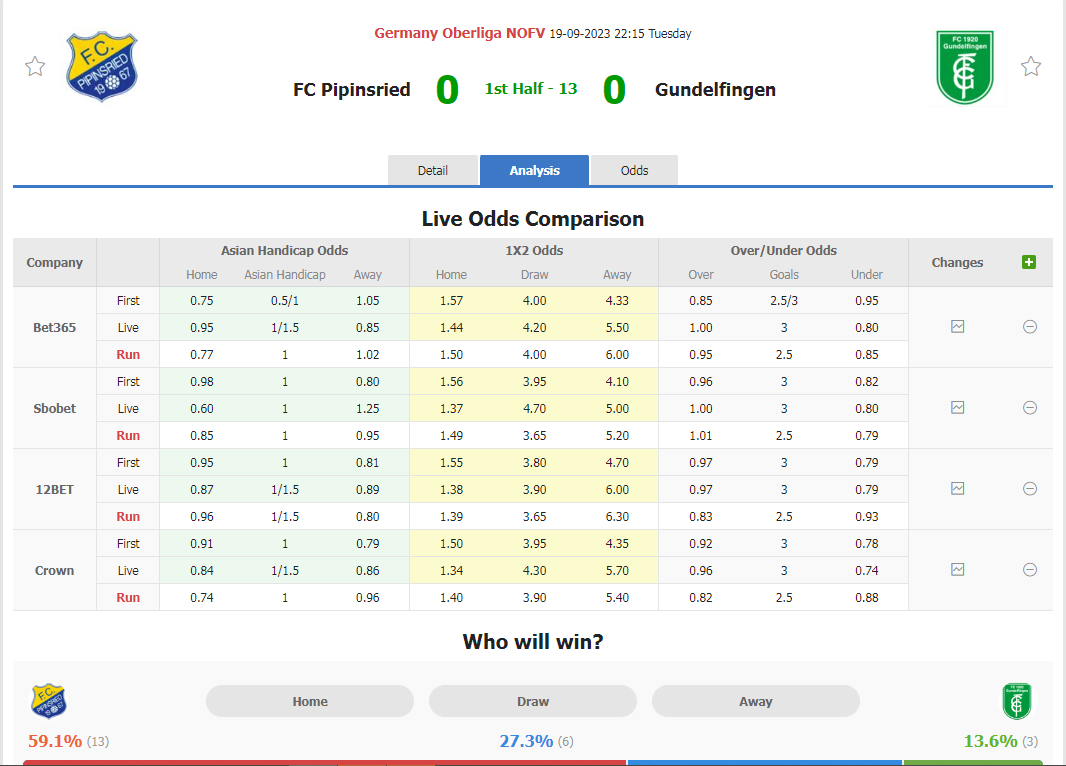 Germany Oberliga NOFV 19-09-2023 22:15 Tuesday
F.C. PIPINSRIED 1967
FC Pipinsried 0 1st Half - 13 0 Gundelfingen
FC 1920 Gundelfingen
Detail Analysis Odds
Live Odds Comparison
Company Asian Handicap Odds 1X2 Odds Over/Under Odds Changes
Home Asian Handicap Away Home Draw Away Over Goals Under
Bet365
First 0.75 0.5/1 1.05 1.57 4.00 4.33 0.85 2.5/3 0.95
Live 0.95 1/1.5 0.85 1.44 4.20 5.50 1.00 3 0.80
Run 0.77 1 1.02 1.50 4.00 6.00 0.95 2.5 0.85
Sbobet
First 0.98 1 0.80 1.56 3.95 4.10 0.96 3 0.82
Live 0.60 1 1.25 1.37 4.70 5.00 1.00 3 0.80
Run 0.85 1 0.95 1.49 3.65 5.20 1.01 2.5 0.79
12BET
First 0.95 1 0.81 1.55 3.80 4.70 0.97 3 0.79
Live 0.87 1/1.5 0.89 1.38 3.90 6.00 0.97 3 0.79
Run 0.96 1/1.5 0.80 1.39 3.65 6.30 0.83 2.5 0.93
Crown
First 0.91 1 0.79 1.50 3.95 4.35 0.92 3 0.78
Live 0.84 1/1.5 0.86 1.34 4.30 5.70 0.96 3 0.74
Run 0.74 1 0.96 1.40 3.90 5.40 0.82 2.5 0.88
Who will win?
Home Draw Away
59.1% (13) 27.3% (6) 13.6% (3)